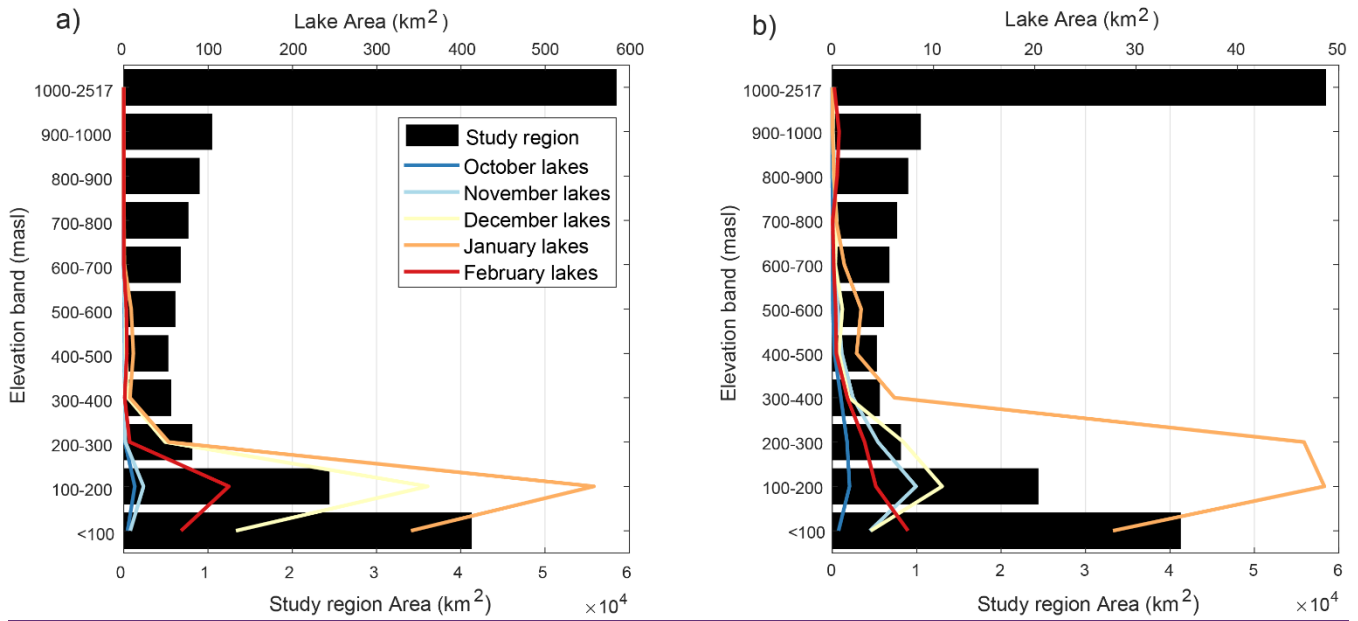 a)
Lake Area (km²)
0 100 200 300 400 500 600
1000-2517
900-1000
800-900
700-800
600-700
500-600
400-500
300-400
200-300
100-200
<100
Elevation band (masl)
Study region
October lakes
November lakes
December lakes
January lakes
February lakes
0 1 2 3 4 5 6
Study region Area (km²)
×10⁴
b)
Lake Area (km²)
0 10 20 30 40 50
1000-2517
900-1000
800-900
700-800
600-700
500-600
400-500
300-400
200-300
100-200
<100
Elevation band (masl)
0 1 2 3 4 5 6
Study region Area (km²)
×10⁴